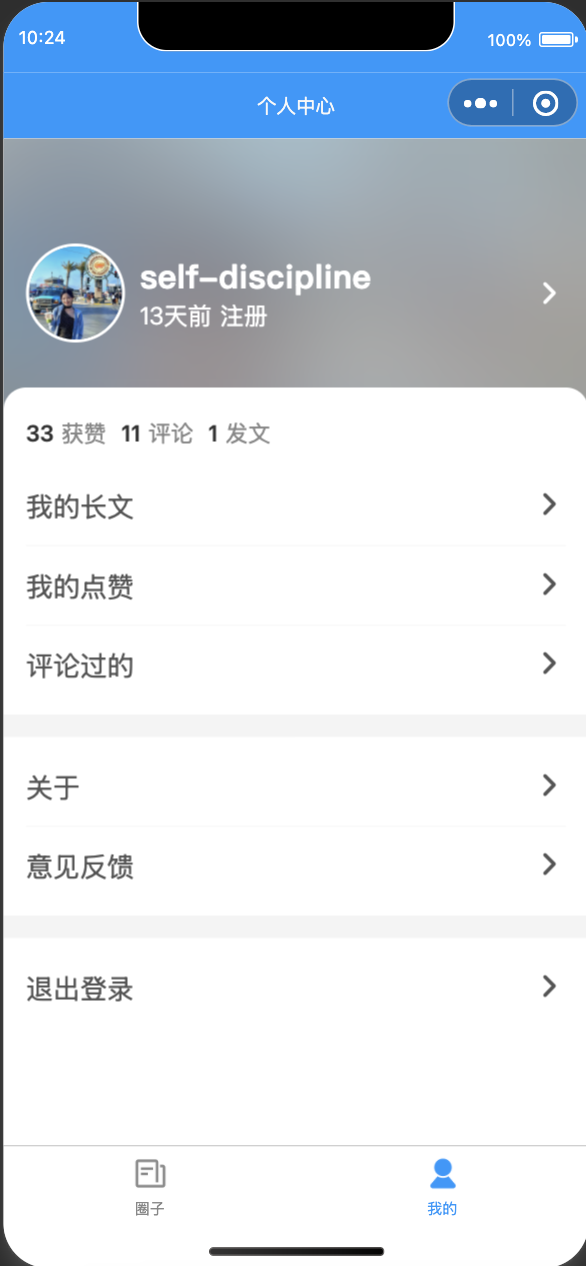 10:24 100%
个人中心
self-discipline
13天前 注册
33 获赞 11 评论 1 发文
我的长文
我的点赞
评论过的
关于
意见反馈
退出登录
圈子 我的